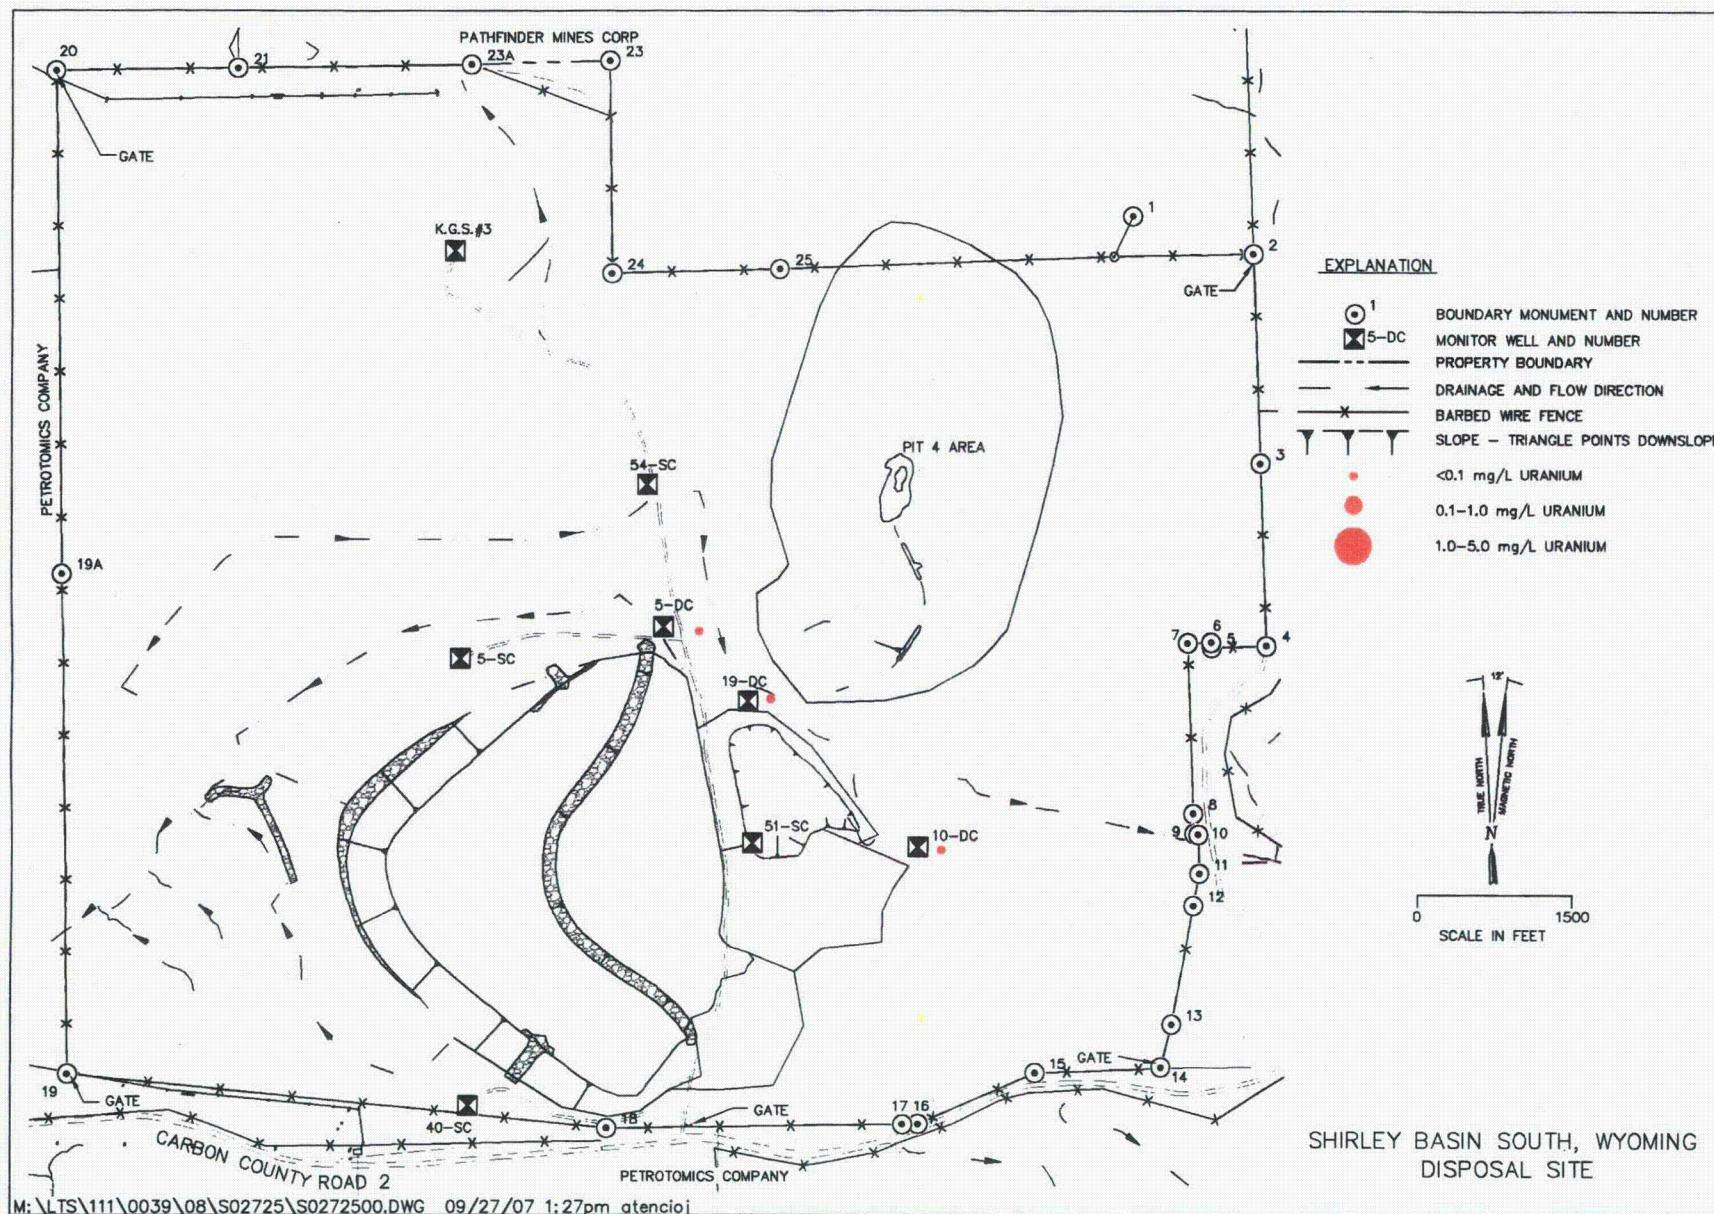 PATHFINDER MINES CORP
20
21
23A
23
GATE
K.G.S.#3
24
25
1
2
GATE
EXPLANATION
1 BOUNDARY MONUMENT AND NUMBER
5-DC MONITOR WELL AND NUMBER
PROPERTY BOUNDARY
DRAINAGE AND FLOW DIRECTION
BARBED WIRE FENCE
SLOPE - TRIANGLE POINTS DOWNSLOPE
<0.1 mg/L URANIUM
0.1-1.0 mg/L URANIUM
1.0-5.0 mg/L URANIUM
PETROTOMICS COMPANY
PIT 4 AREA
3
54-SC
19A
5-DC
5-SC
7
6
5
4
19-DC
12'
TRUE NORTH
MAGNETIC NORTH
N
51-SC
10-DC
8
9
10
11
12
0 1500
SCALE IN FEET
13
GATE
14
15
19
GATE
40-SC
18
GATE
17 16
CARBON COUNTY ROAD 2
PETROTOMICS COMPANY
SHIRLEY BASIN SOUTH, WYOMING
DISPOSAL SITE
M:\LTS\111\0039\08\S02725\S0272500.DWG 09/27/07 1:27pm atencioj